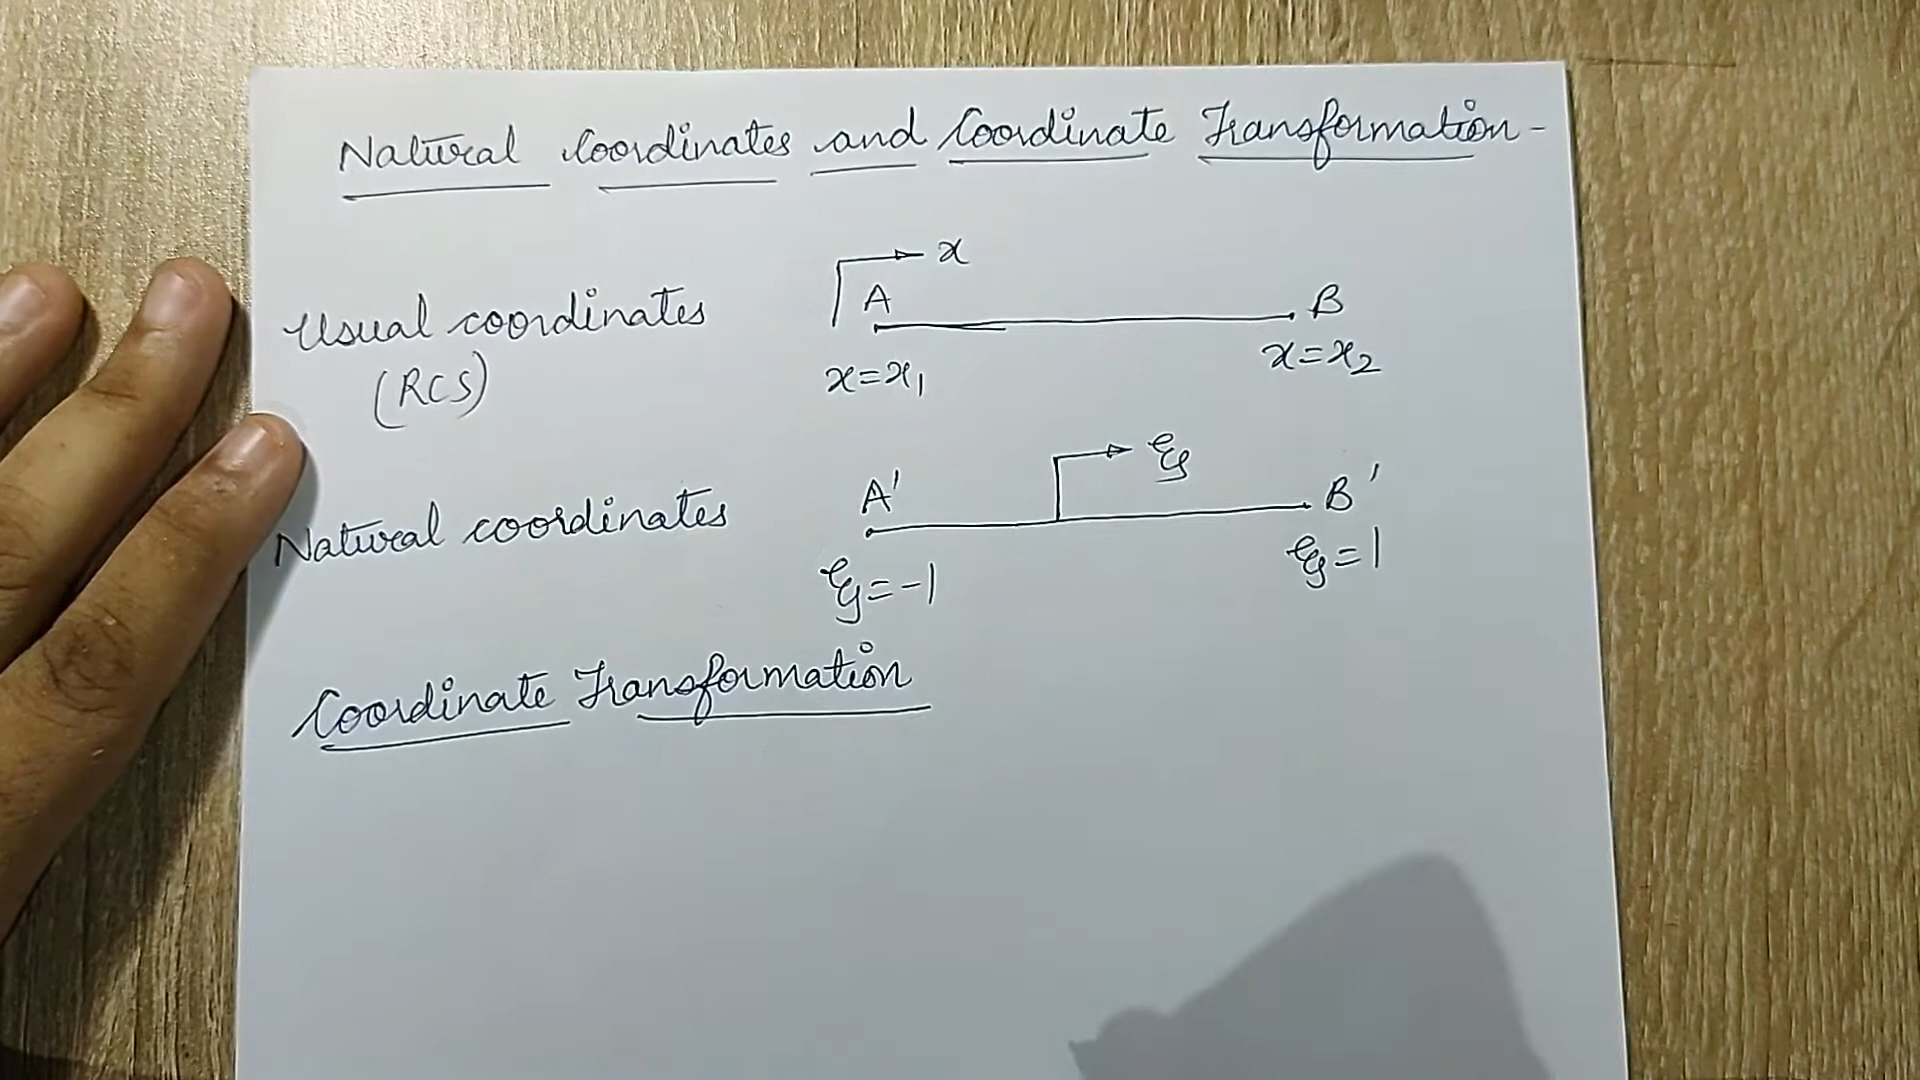 Natural Coordinates and Coordinate Transformation -
x
A
B
Usual coordinates
(RCS)
x=x₁
x=x₂
ξ
A'
B'
Natural coordinates
ξ=-1
ξ=1
Coordinate Transformation